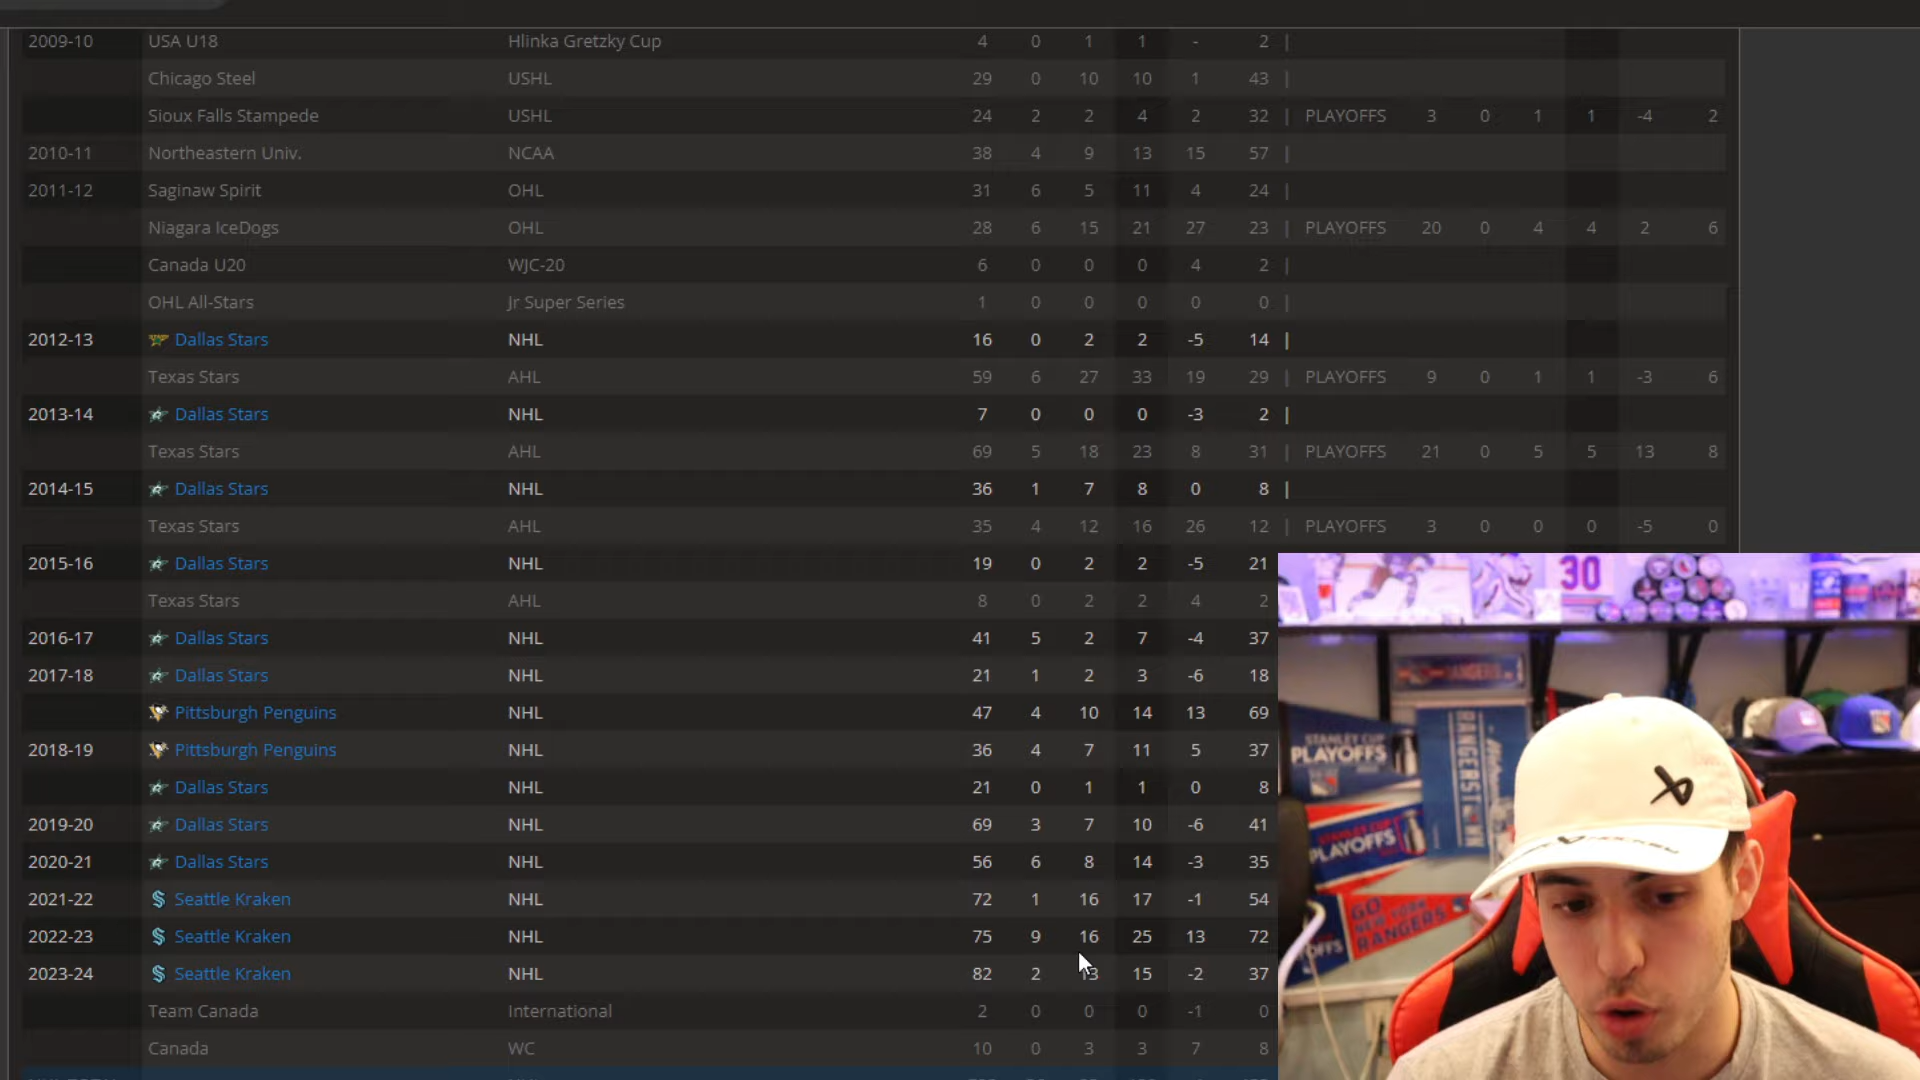 2009-10 USA U18 Hlinka Gretzky Cup 4 0 1 1 - 2 |
Chicago Steel USHL 29 0 10 10 1 43 |
Sioux Falls Stampede USHL 24 2 2 4 2 32 | PLAYOFFS 3 0 1 1 -4 2
2010-11 Northeastern Univ. NCAA 38 4 9 13 15 57 |
2011-12 Saginaw Spirit OHL 31 6 5 11 4 24 |
Niagara IceDogs OHL 28 6 15 21 27 23 | PLAYOFFS 20 0 4 4 2 6
Canada U20 WJC-20 6 0 0 0 4 2 |
OHL All-Stars Jr Super Series 1 0 0 0 0 0 |
2012-13 Dallas Stars NHL 16 0 2 2 -5 14 |
Texas Stars AHL 59 6 27 33 19 29 | PLAYOFFS 9 0 1 1 -3 6
2013-14 Dallas Stars NHL 7 0 0 0 -3 2 |
Texas Stars AHL 69 5 18 23 8 31 | PLAYOFFS 21 0 5 5 13 8
2014-15 Dallas Stars NHL 36 1 7 8 0 8 |
Texas Stars AHL 35 4 12 16 26 12 | PLAYOFFS 3 0 0 0 -5 0
2015-16 Dallas Stars NHL 19 0 2 2 -5 21
Texas Stars AHL 8 0 2 2 4 2
2016-17 Dallas Stars NHL 41 5 2 7 -4 37
2017-18 Dallas Stars NHL 21 1 2 3 -6 18
Pittsburgh Penguins NHL 47 4 10 14 13 69
2018-19 Pittsburgh Penguins NHL 36 4 7 11 5 37
Dallas Stars NHL 21 0 1 1 0 8
2019-20 Dallas Stars NHL 69 3 7 10 -6 41
2020-21 Dallas Stars NHL 56 6 8 14 -3 35
2021-22 Seattle Kraken NHL 72 1 16 17 -1 54
2022-23 Seattle Kraken NHL 75 9 16 25 13 72
2023-24 Seattle Kraken NHL 82 2 13 15 -2 37
Team Canada International 2 0 0 0 -1 0
Canada WC 10 0 3 3 7 8
30
RANGERS
STANLEY CUP
PLAYOFFS
RANGERSTOWN
STANLEY CUP
PLAYOFFS
GO
NEW YORK
RANGERS
OFFS